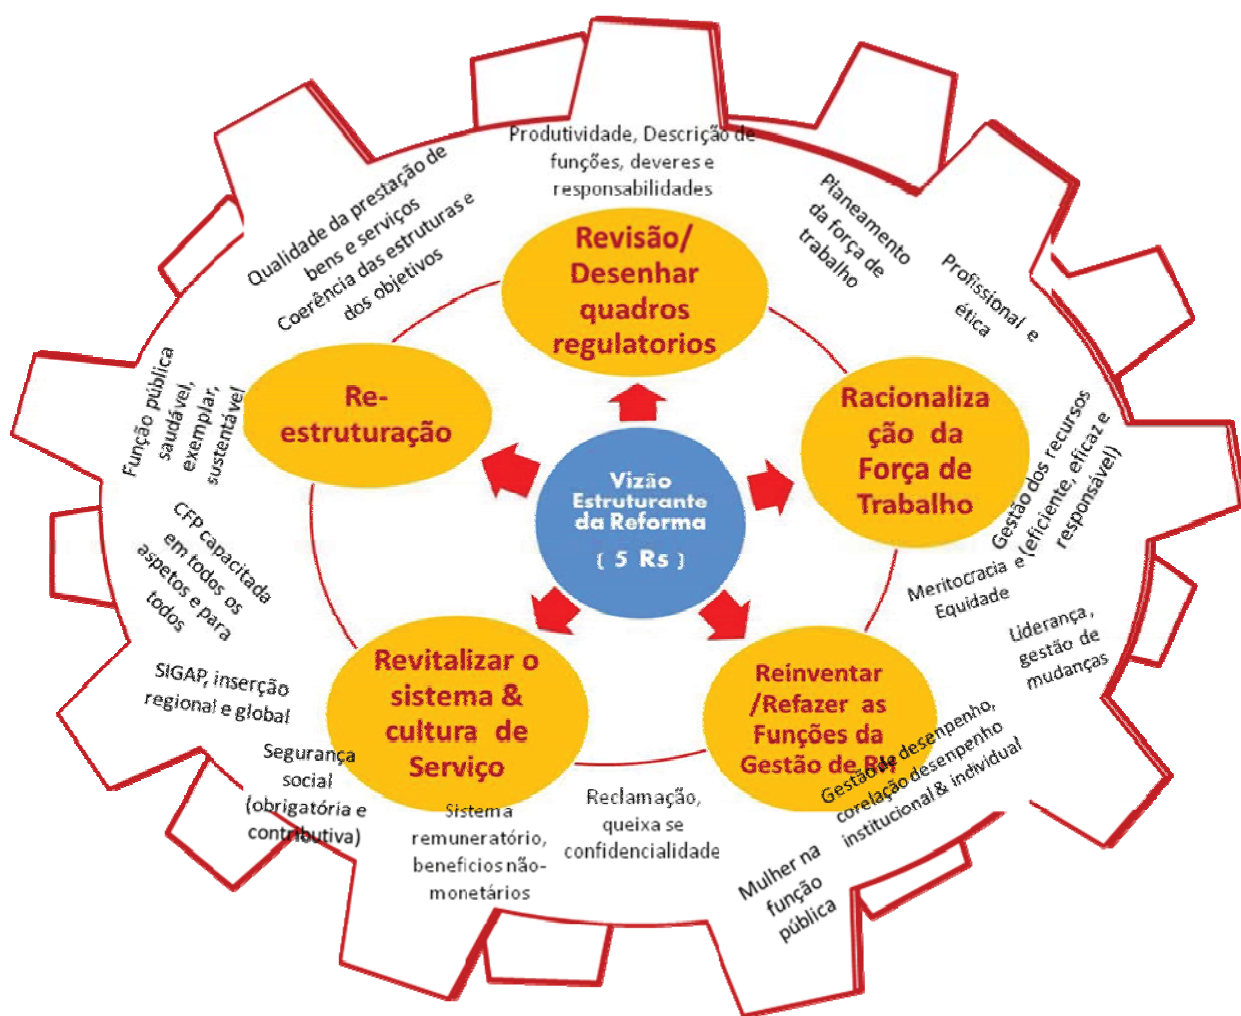 Produtividade, Descrição de
funções, deveres e
responsabilidades
Qualidade da prestação de
bens e serviços
Coerência das estruturas e
dos objetivos
Planeamento
da força de
trabalho
Profissional e
ética
Revisão/
Desenhar
quadros
regulatorios
Re-
estruturação
Racionaliza
ção da
Força de
Trabalho
Vizão
Estruturante
da Reforma
( 5 Rs )
Função pública
saudável,
exemplar,
sustentável
Gestão dos recursos
(eficiente, eficaz e
responsável)
Meritocracia e
Equidade
CFP capacitada
em todos os
aspetos e para
todos
Liderança,
gestão de
mudanças
Revitalizar o
sistema &
cultura de
Serviço
Reinventar
/Refazer as
Funções da
Gestão de RH
SIGAP, inserção
regional e global
Gestão de desenpenho,
corelação desempenho
institucional & individual
Segurança
social
(obrigatória e
contributiva)
Sistema
remuneratório,
beneficios não-
monetários
Reclamação,
queixa se
confidencialidade
Mulher na
função
pública